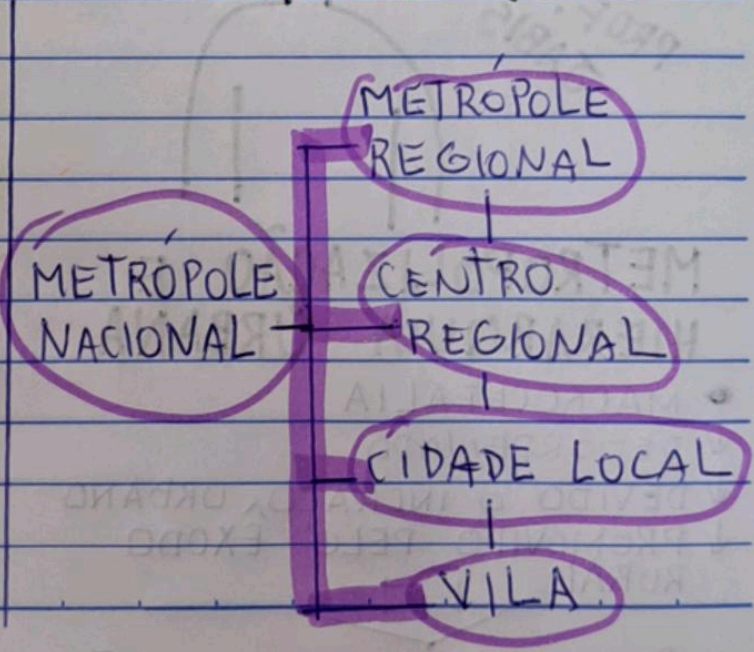 METRÓPOLE
REGIONAL
METRÓPOLE
NACIONAL
CENTRO
REGIONAL
CIDADE LOCAL
VILA